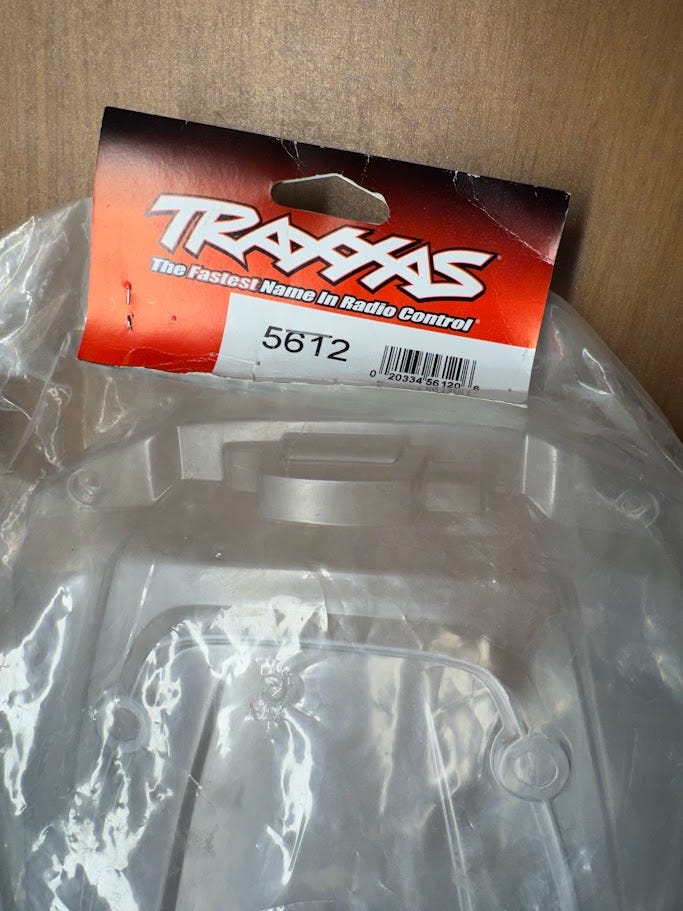 TRAXXAS
The Fastest Name In Radio Control
5612
0 20334 56120 6